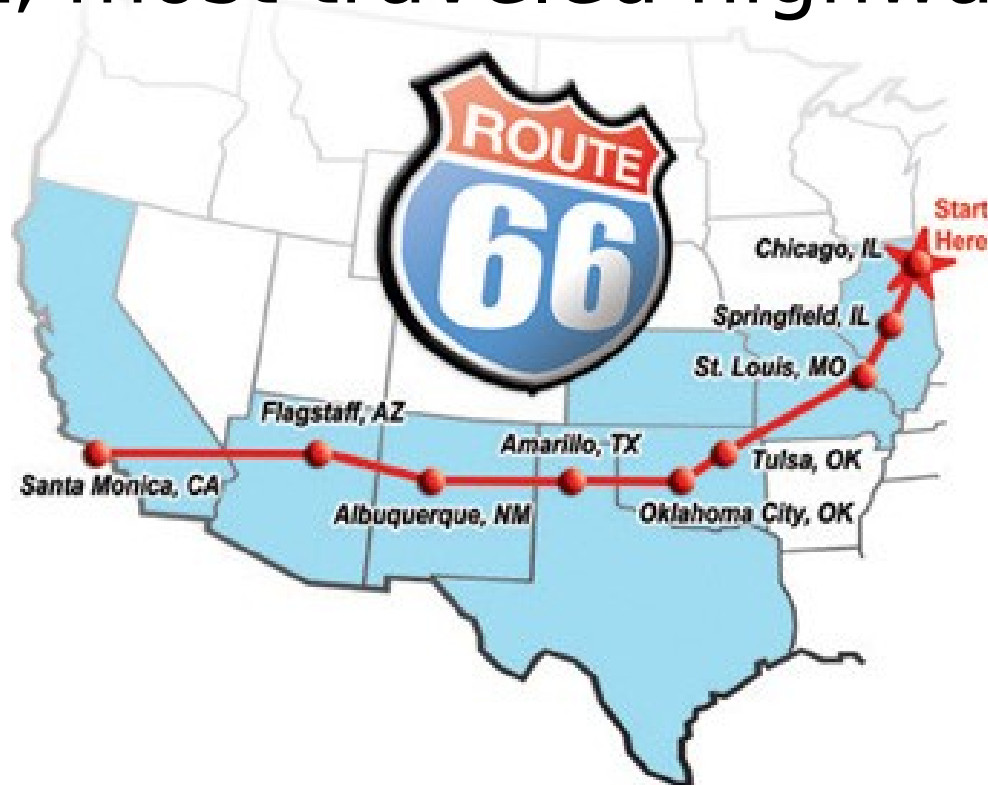 most traveled
ROUTE
66
Start
Here
Chicago, IL
Springfield, IL
St. Louis, MO
Flagstaff, AZ
Amarillo, TX
Tulsa, OK
Santa Monica, CA
Albuquerque, NM
Oklahoma City, OK